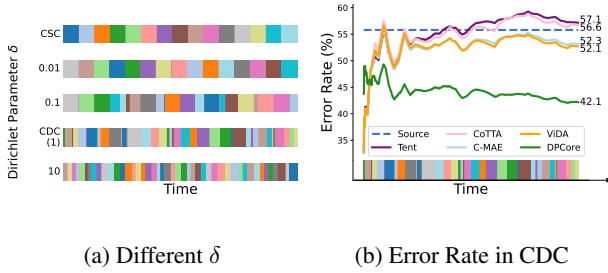 Dirichlet Parameter δ
CSC
0.01
0.1
CDC
(1)
10
Time
(a) Different δ
Error Rate (%)
60
55
50
45
40
35
57.1
56.6
52.3
52.1
42.1
Source
CoTTA
ViDA
Tent
C-MAE
DPCore
Time
(b) Error Rate in CDC